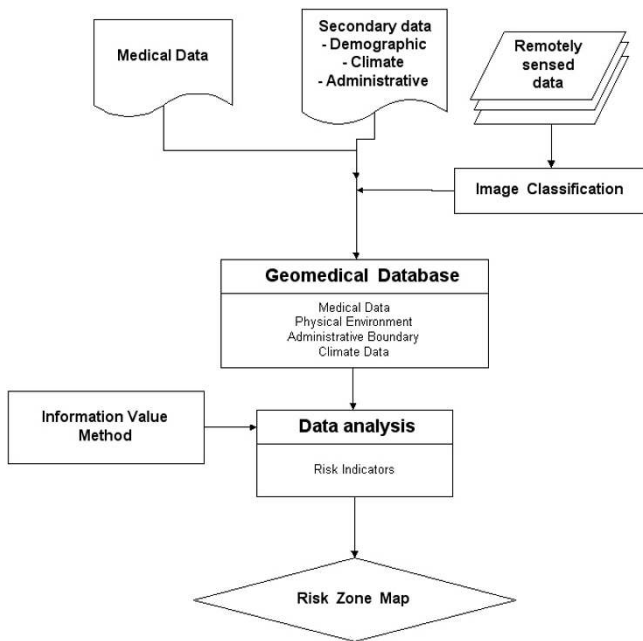 Medical Data
Secondary data
- Demographic
- Climate
- Administrative
Remotely
sensed
data
Image Classification
Geomedical Database
Medical Data
Physical Environment
Administrative Boundary
Climate Data
Information Value
Method
Data analysis
Risk Indicators
Risk Zone Map